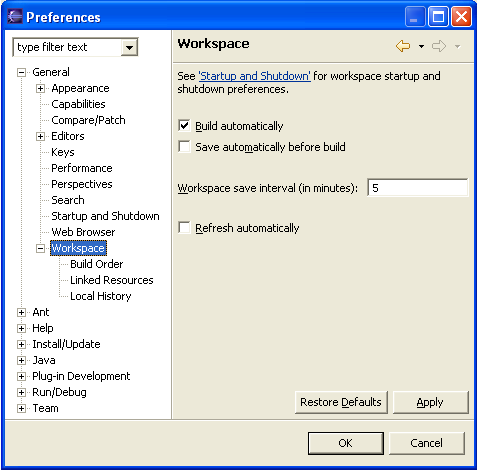 Preferences
type filter text
General
Appearance
Capabilities
Compare/Patch
Editors
Keys
Performance
Perspectives
Search
Startup and Shutdown
Web Browser
Workspace
Build Order
Linked Resources
Local History
Ant
Help
Install/Update
Java
Plug-in Development
Run/Debug
Team
Workspace
See 'Startup and Shutdown' for workspace startup and
shutdown preferences.
Build automatically
Save automatically before build
Workspace save interval (in minutes): 5
Refresh automatically
Restore Defaults Apply
OK Cancel